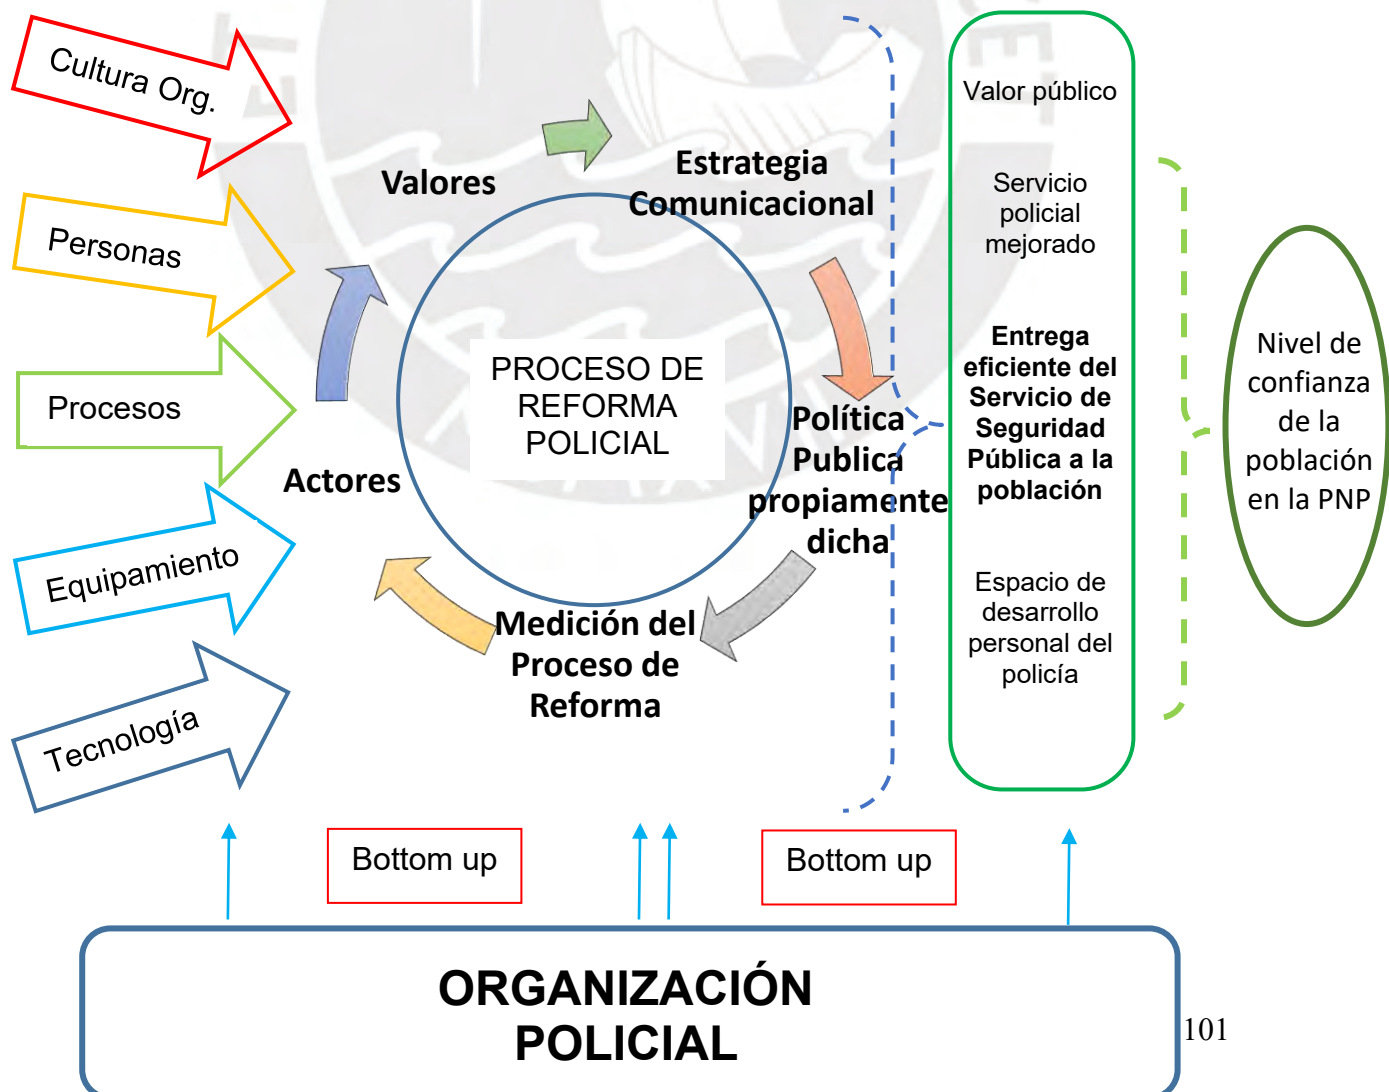 Cultura Org.
Personas
Procesos
Equipamiento
Tecnología
Valores
Estrategia
Comunicacional
PROCESO DE
REFORMA
POLICIAL
Política
Publica
propiamente
dicha
Actores
Medición del
Proceso de
Reforma
Valor público
Servicio
policial
mejorado
Entrega
eficiente del
Servicio de
Seguridad
Pública a la
población
Espacio de
desarrollo
personal del
policía
Nivel de
confianza
de la
población
en la PNP
Bottom up
Bottom up
ORGANIZACIÓN
POLICIAL
101